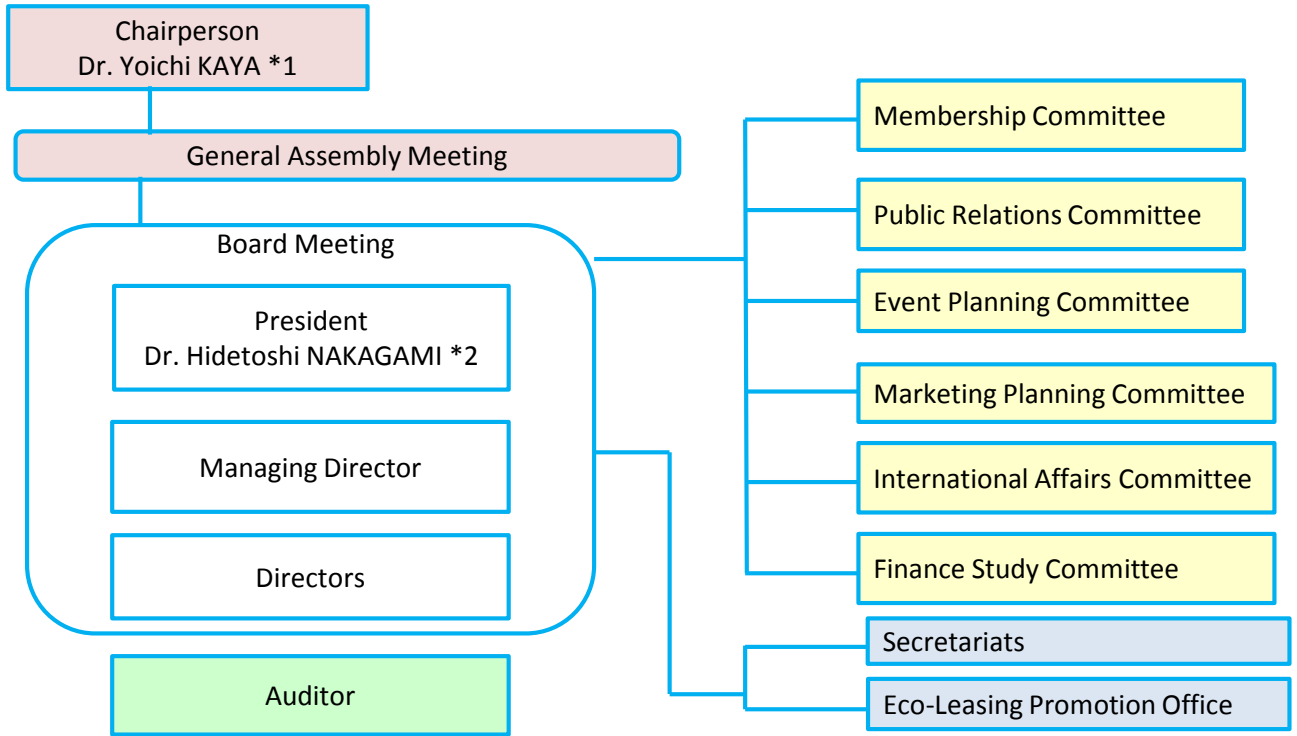 Chairperson
Dr. Yoichi KAYA *1
General Assembly Meeting
Board Meeting
President
Dr. Hidetoshi NAKAGAMI *2
Managing Director
Directors
Auditor
Membership Committee
Public Relations Committee
Event Planning Committee
Marketing Planning Committee
International Affairs Committee
Finance Study Committee
Secretariats
Eco-Leasing Promotion Office